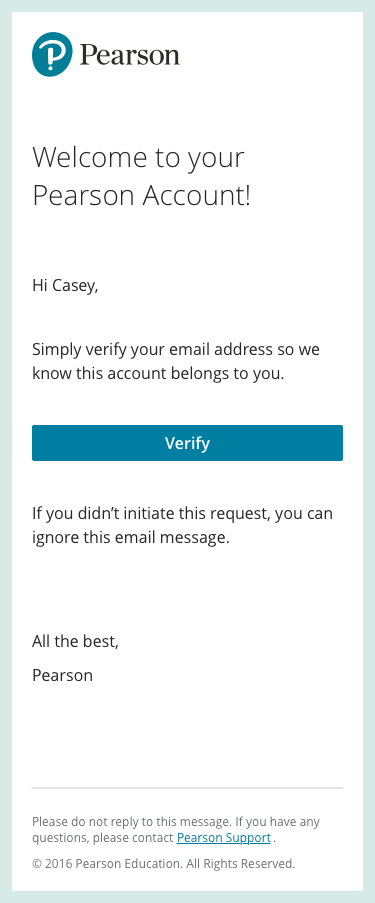 Pearson
Welcome to your
Pearson Account!
Hi Casey,
Simply verify your email address so we
know this account belongs to you.
Verify
If you didn’t initiate this request, you can
ignore this email message.
All the best,
Pearson
Please do not reply to this message. If you have any
questions, please contact Pearson Support .
© 2016 Pearson Education. All Rights Reserved.